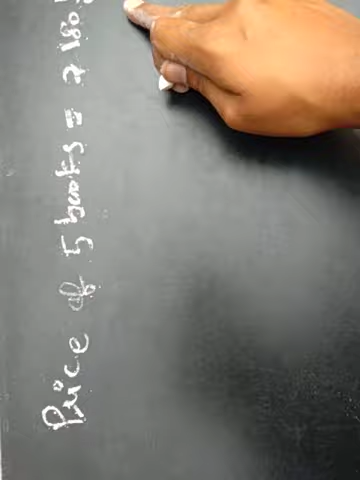 Price of 5 books = ₹ 180